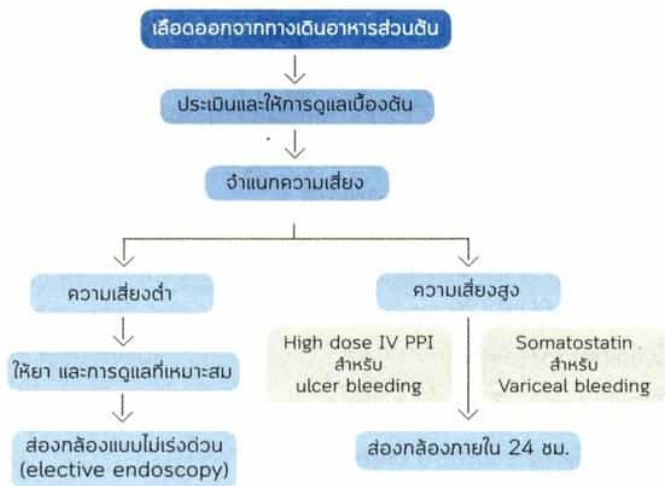 เลือดออกจากทางเดินอาหารส่วนต้น
ประเมินและให้การดูแลเบื้องต้น
จำแนกความเสี่ยง
ความเสี่ยงต่ำ
ให้ยา และการดูแลที่เหมาะสม
ส่องกล้องแบบไม่เร่งด่วน
(elective endoscopy)
ความเสี่ยงสูง
High dose IV PPI
สำหรับ
ulcer bleeding
Somatostatin
สำหรับ
Variceal bleeding
ส่องกล้องภายใน 24 ชม.